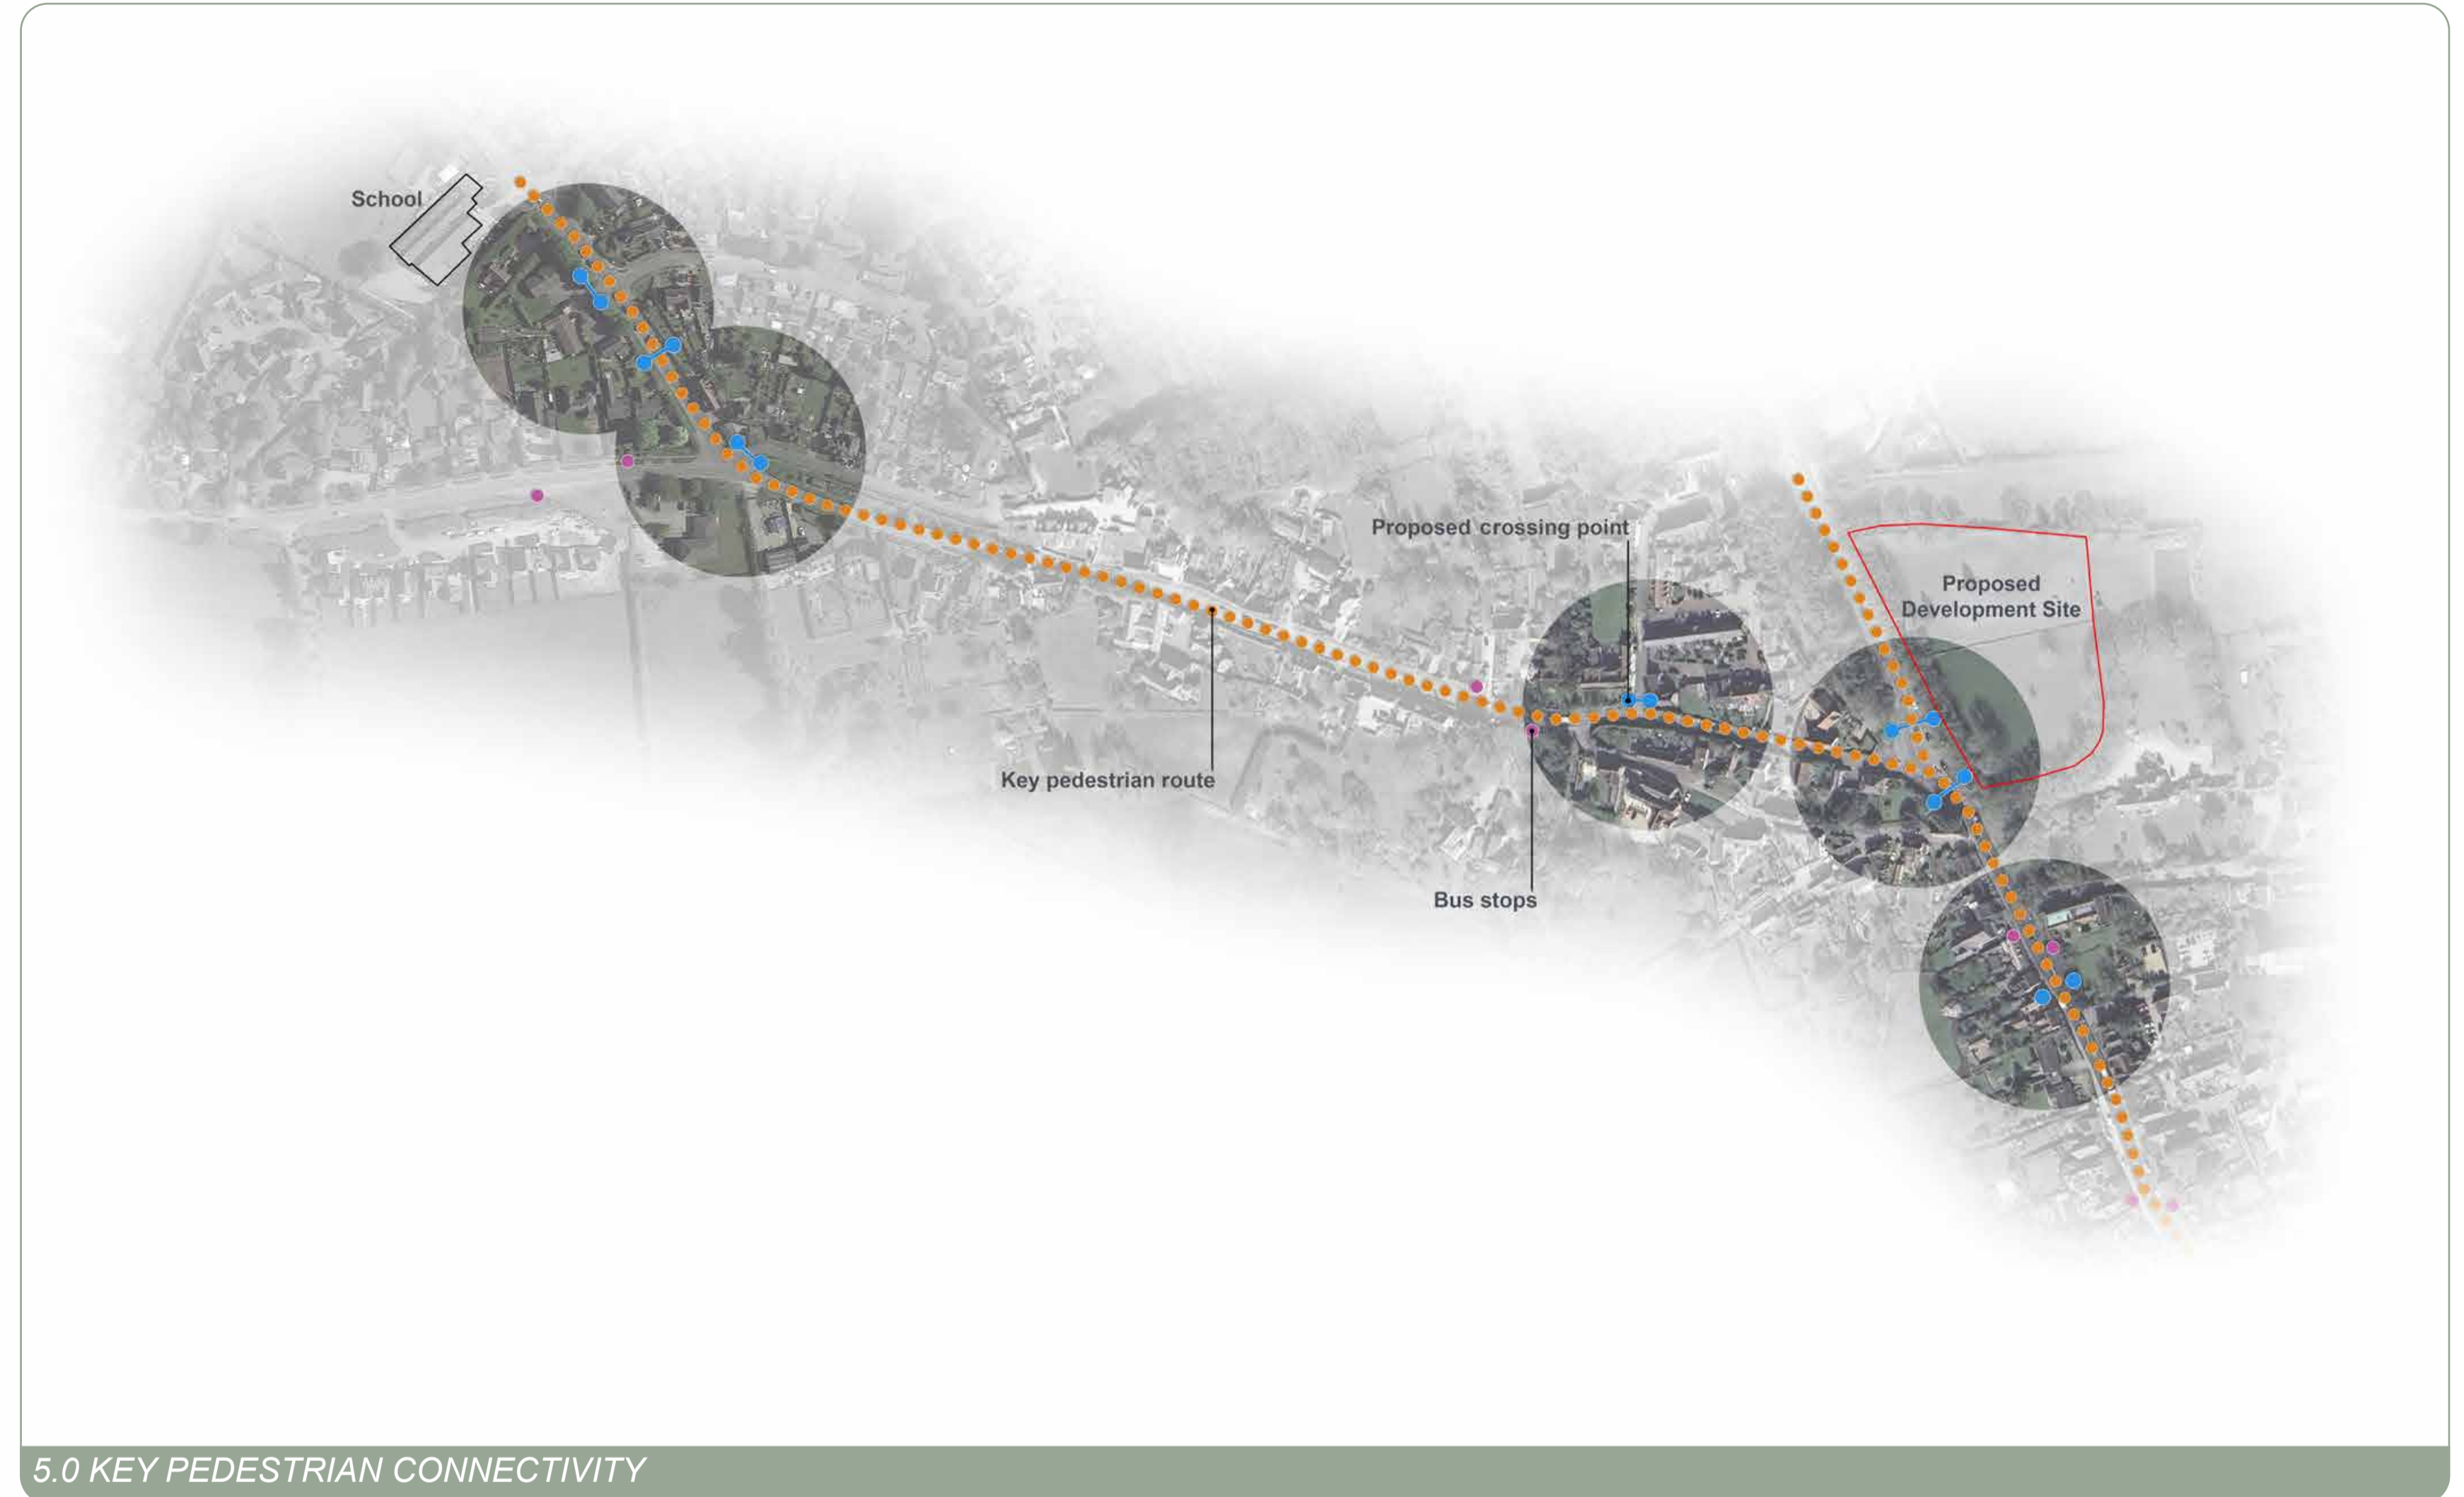 School
Proposed crossing point
Proposed
Development Site
Key pedestrian route
Bus stops
5.0 KEY PEDESTRIAN CONNECTIVITY